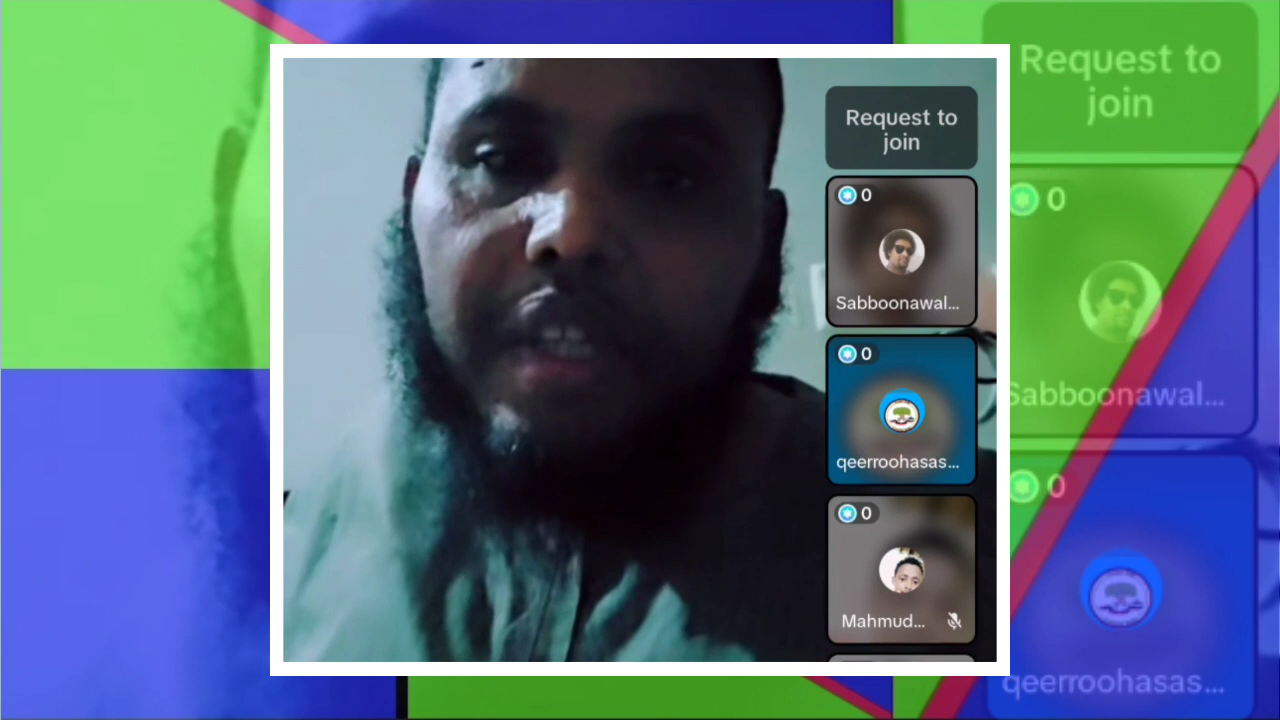 Request to
join
0
Sabboonawal...
0
qeerroohasas...
0
Mahmud...
Request to
join
0
Sabboonawal...
0
qeerroohasas...